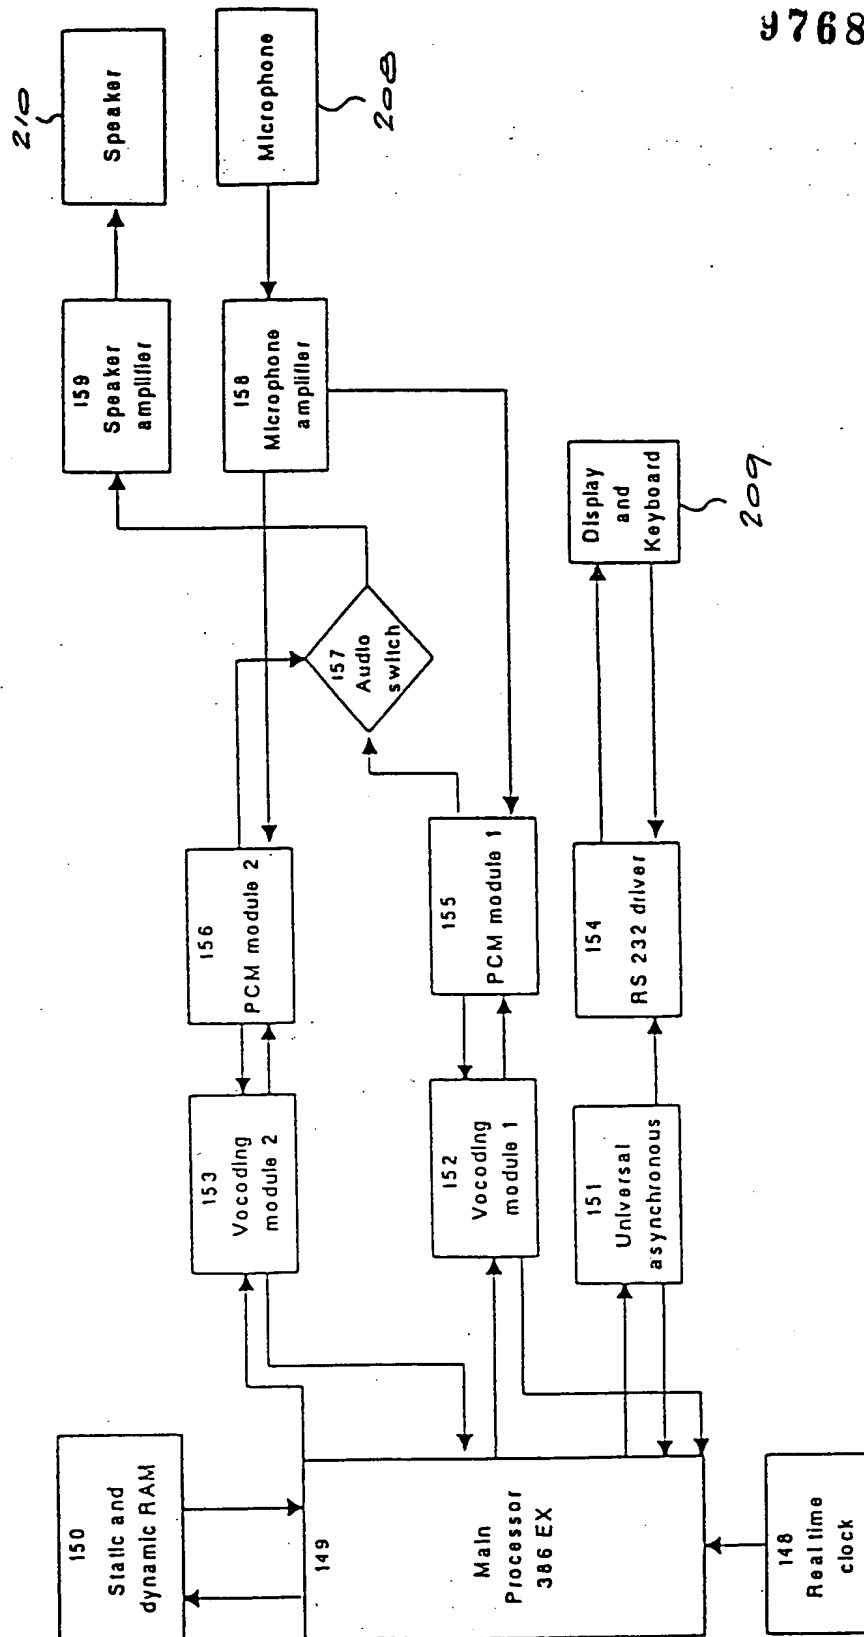 9768
210
Speaker
Microphone
208
159
Speaker
amplifier
158
Microphone
amplifier
157
Audio
switch
Display
and
Keyboard
209
156
PCM module 2
155
PCM module 1
154
RS 232 driver
153
Vocoding
module 2
152
Vocoding
module 1
151
Universal
asynchronous
150
Static and
dynamic RAM
149
Main
Processor
386 EX
148
Real time
clock